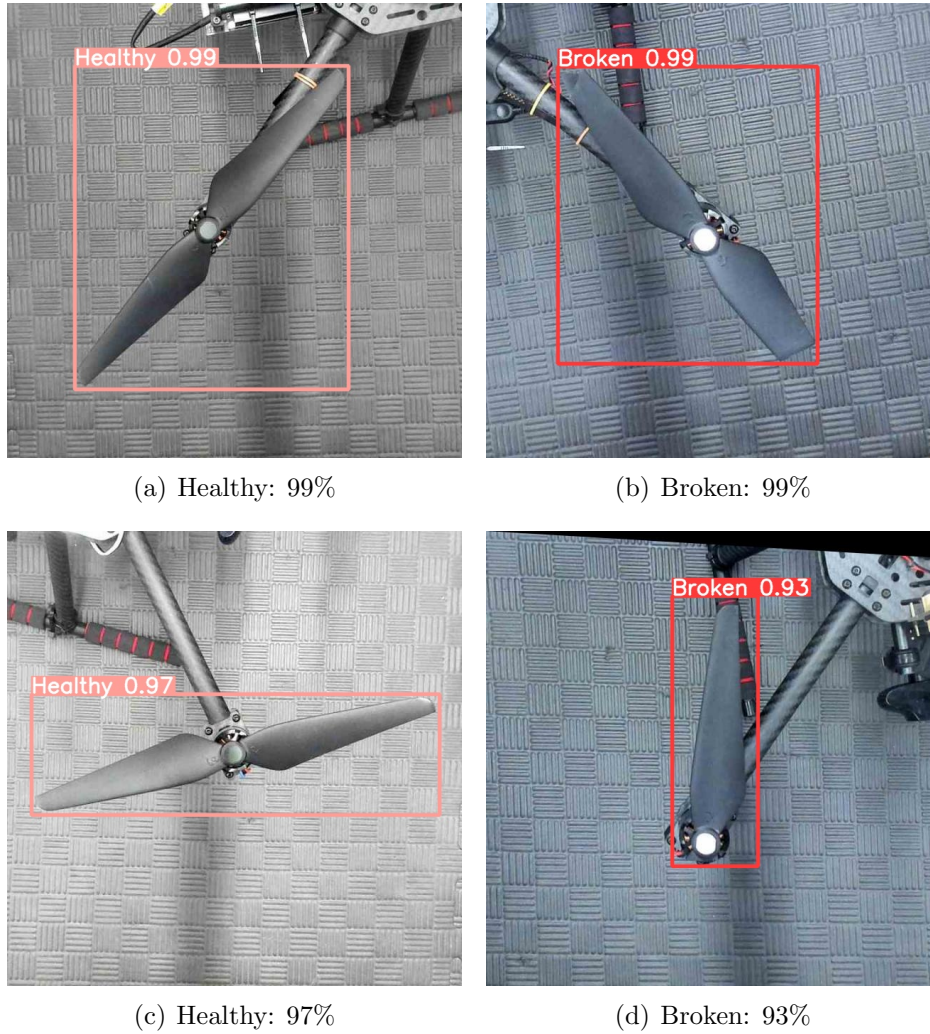 Healthy 0.99
Broken 0.99
(a) Healthy: 99%
(b) Broken: 99%
Healthy 0.97
Broken 0.93
(c) Healthy: 97%
(d) Broken: 93%